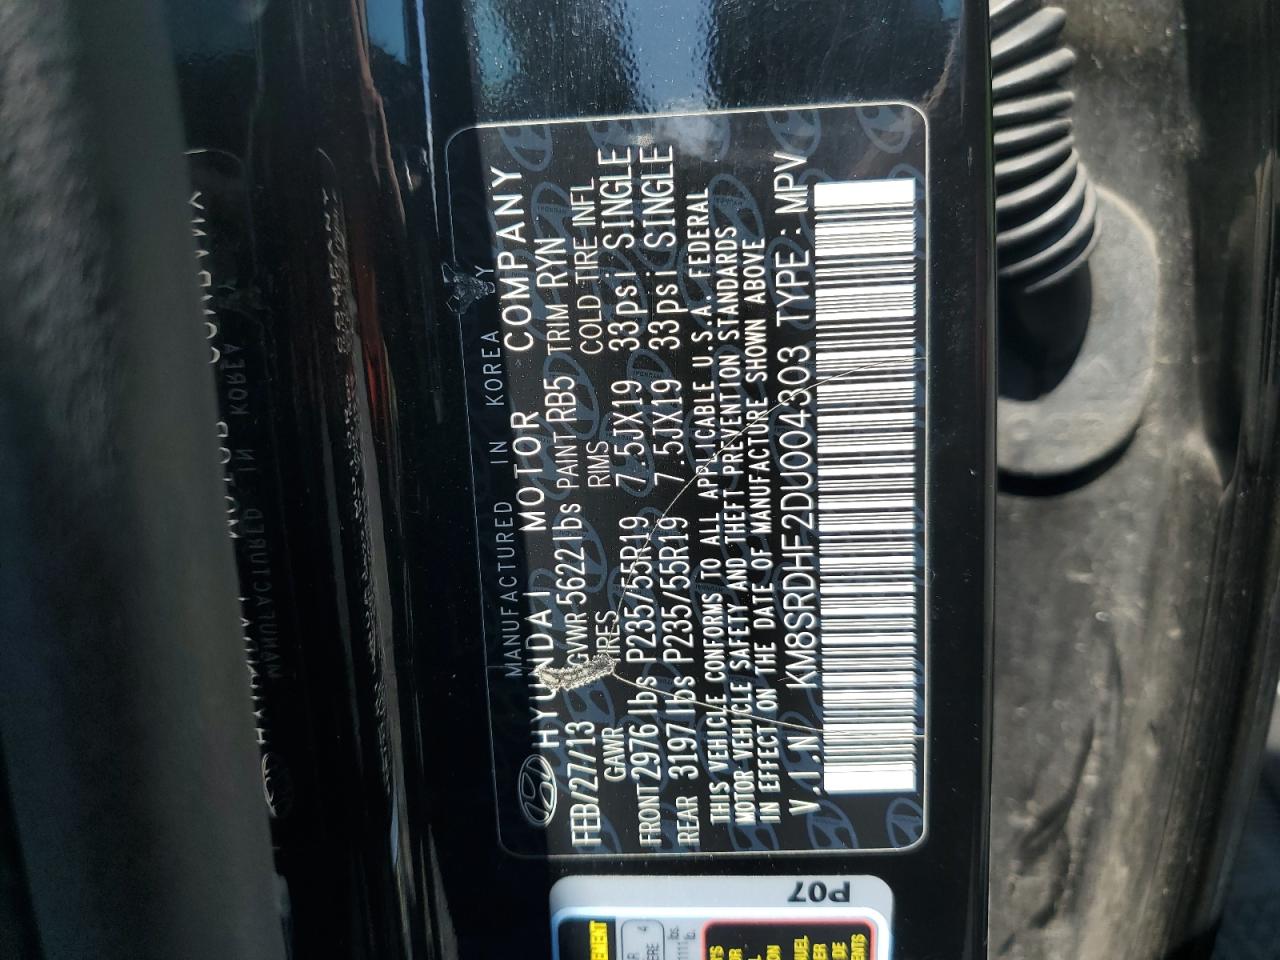 MANUFACTURED IN KOREA
HYUNDAI MOTOR COMPANY
FEB/27/13 GVWR 5622 lbs PAINT RB5 TRIM RYN
GAWR TIRES RIMS COLD TIRE INFL
FRONT 2976 lbs P235/55R19 7.5JX19 33psi SINGLE
REAR 3197 lbs P235/55R19 7.5JX19 33psi SINGLE
THIS VEHICLE CONFORMS TO ALL APPLICABLE U.S.A. FEDERAL
MOTOR VEHICLE SAFETY AND THEFT PREVENTION STANDARDS
IN EFFECT ON THE DATE OF MANUFACTURE SHOWN ABOVE
V.I.N: KM8SRDHF2DU004303 TYPE:MPV
P07